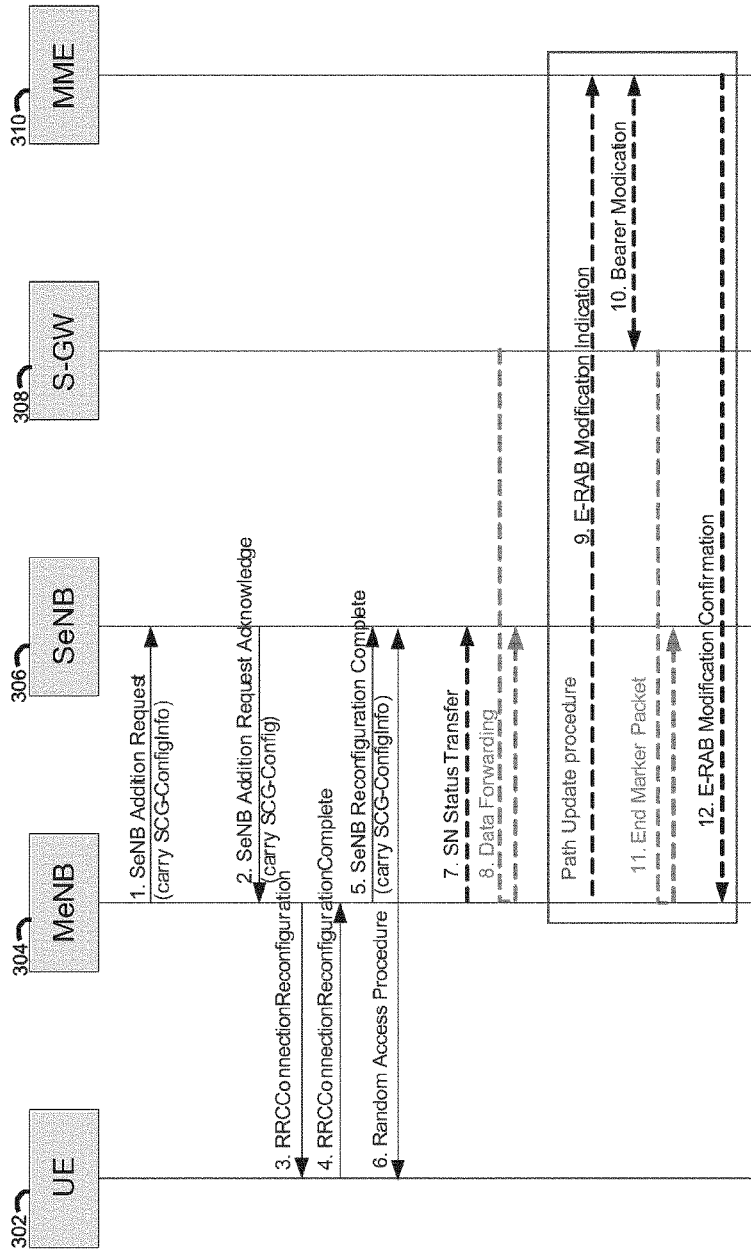 302
304
306
308
310
UE
MeNB
SeNB
S-GW
MME
1. SeNB Addition Request
(carry SCG-ConfigInfo)
2. SeNB Addition Request Acknowledge
(carry SCG-Config)
3. RRCConnectionReconfiguration
4. RRCConnectionReconfigurationComplete
5. SeNB Reconfiguration Complete
(carry SCG-ConfigInfo)
6. Random Access Procedure
7. SN Status Transfer
8. Data Forwarding
Path Update procedure
9. E-RAB Modification Indication
10. Bearer Modication
11. End Marker Packet
12. E-RAB Modification Confirmation